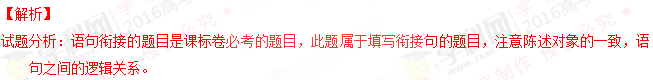 【解析】
试题分析：语句衔接的题目是课标卷必考的题目，此题属于填写衔接句的题目，注意陈述对象的一致，语
句之间的逻辑关系。